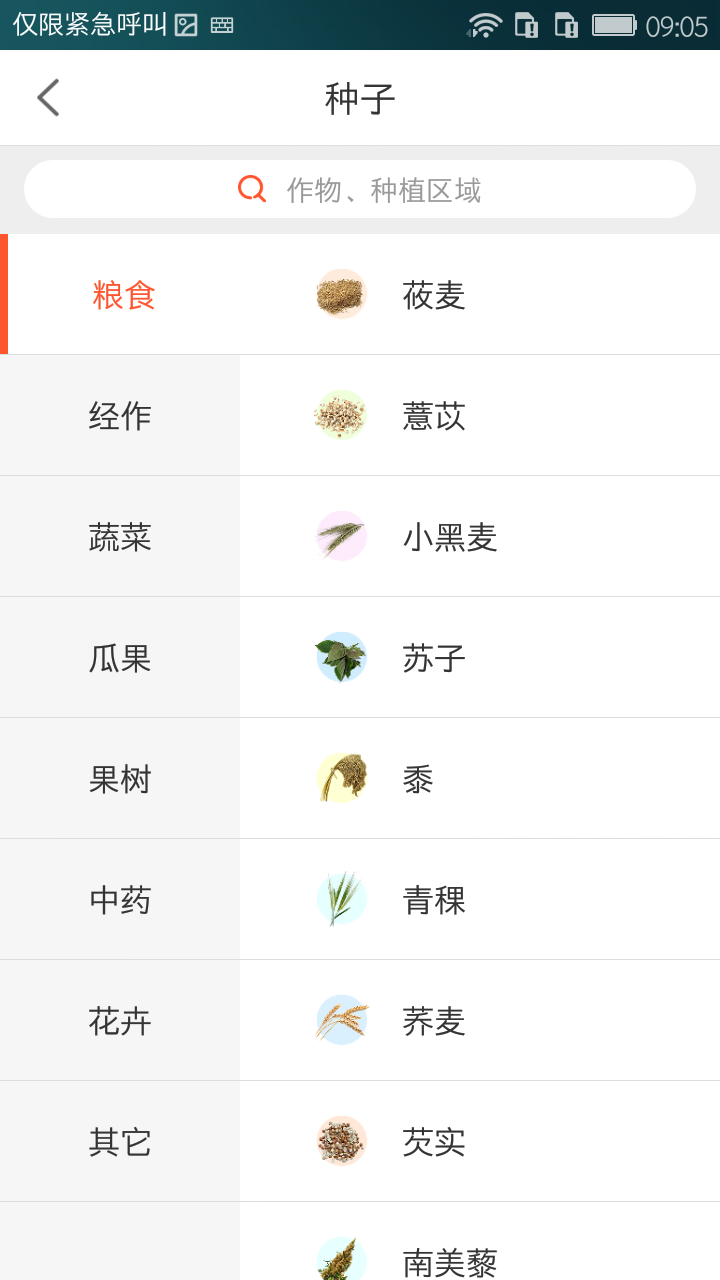 仅限紧急呼叫 09:05
种子
作物、种植区域
粮食 莜麦
经作 薏苡
蔬菜 小黑麦
瓜果 苏子
果树 黍
中药 青稞
花卉 荞麦
其它 芡实
南美藜